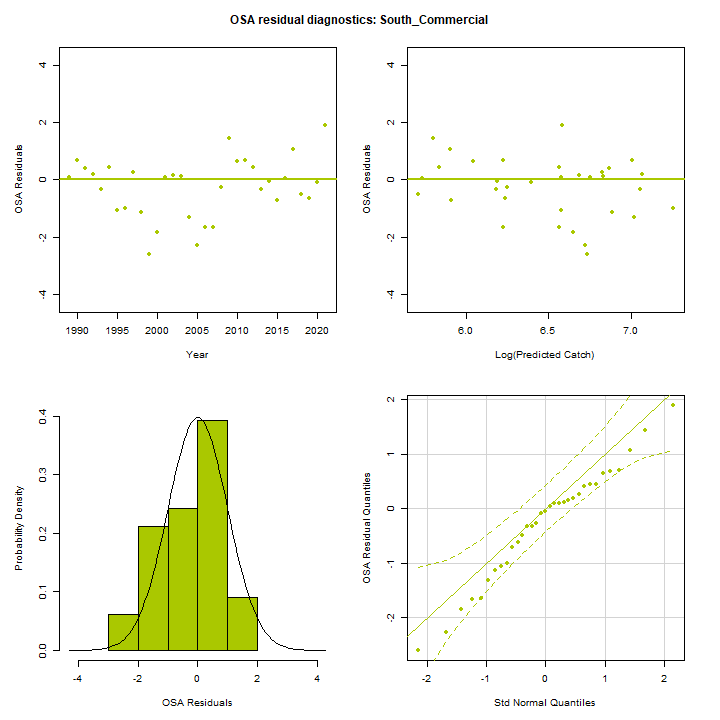 OSA residual diagnostics: South_Commercial
OSA Residuals
4
2
0
-2
-4
1990 1995 2000 2005 2010 2015 2020
Year
OSA Residuals
4
2
0
-2
-4
6.0 6.5 7.0
Log(Predicted Catch)
Probability Density
0.4
0.3
0.2
0.1
0.0
-4 -2 0 2 4
OSA Residuals
OSA Residual Quantiles
2
1
0
-1
-2
-2 -1 0 1 2
Std Normal Quantiles